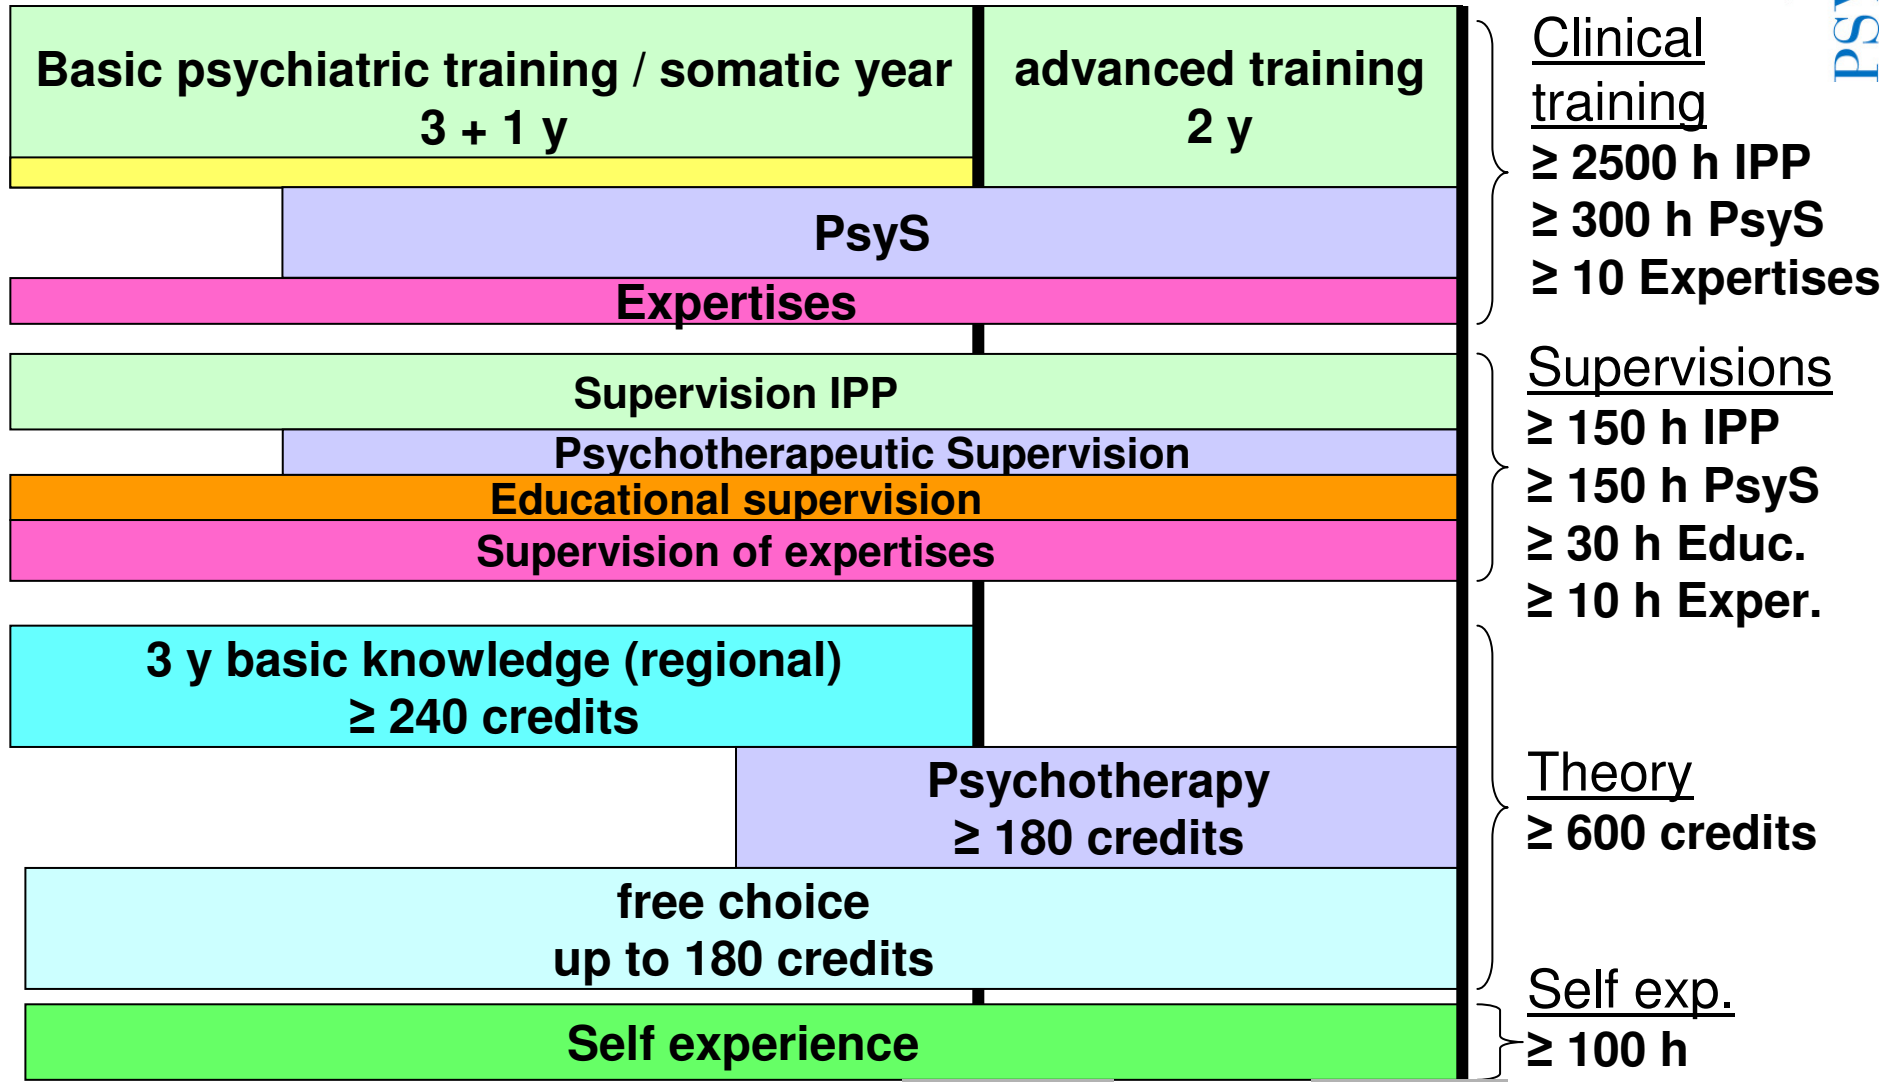 Basic psychiatric training / somatic year
3 + 1 y
advanced training
2 y
PsyS
Expertises
Clinical
training
≥ 2500 h IPP
≥ 300 h PsyS
≥ 10 Expertises
PSY
Supervision IPP
Psychotherapeutic Supervision
Educational supervision
Supervision of expertises
Supervisions
≥ 150 h IPP
≥ 150 h PsyS
≥ 30 h Educ.
≥ 10 h Exper.
3 y basic knowledge (regional)
≥ 240 credits
Psychotherapy
≥ 180 credits
free choice
up to 180 credits
Theory
≥ 600 credits
Self experience
Self exp.
≥ 100 h